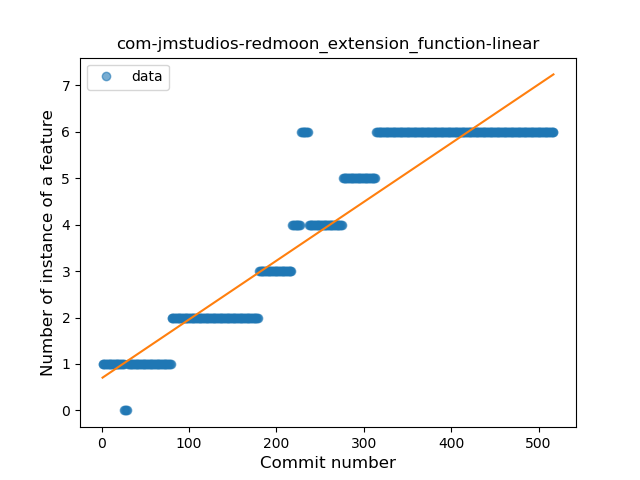 com-jmstudios-redmoon_extension_function-linear
data
Number of instance of a feature
7
6
5
4
3
2
1
0
0 100 200 300 400 500
Commit number